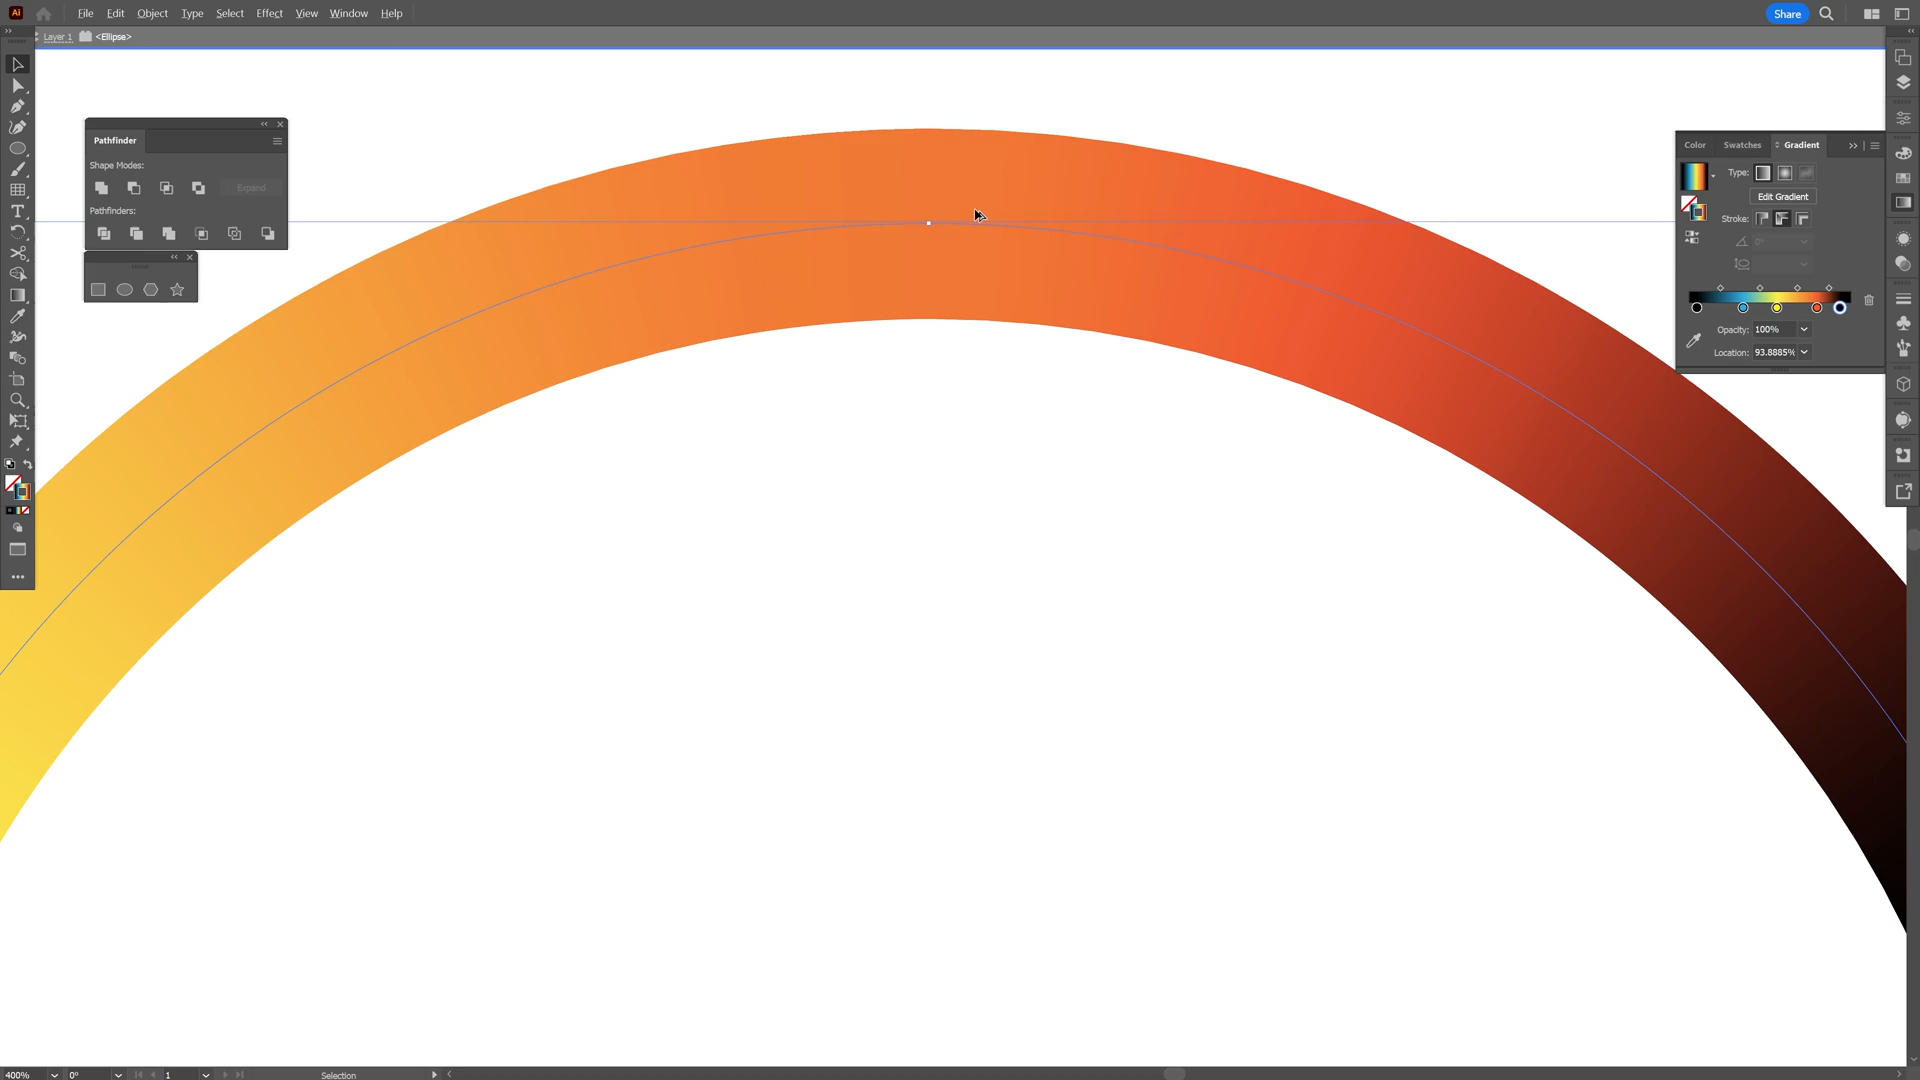 Ai File Edit Object Type Select Effect View Window Help Share
Layer 1 <Ellipse>
Pathfinder
Shape Modes:
Expand
Pathfinders:
Color Swatches Gradient
Type:
Edit Gradient
Stroke:
0°
Opacity: 100%
Location: 93.8885%
400% 0° 1 Selection